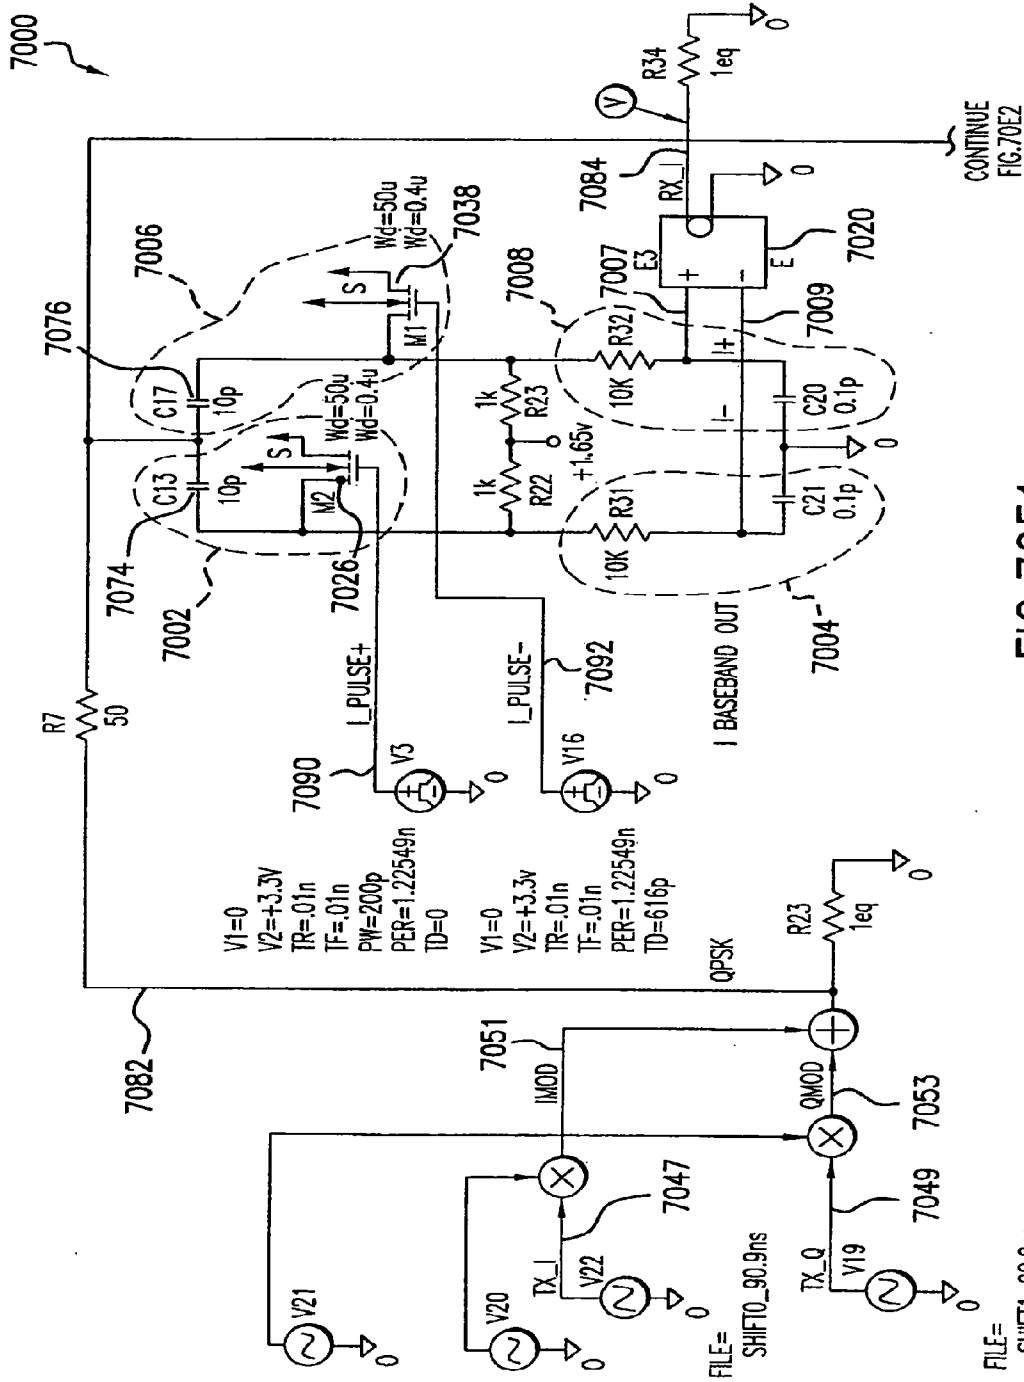 7000
R7
50
7082
7074
C13
10p
7076
C17
10p
7006
7002
M2
7026
S
Wd=50u
Wd=0.4u
M1
S
Wd=50u
Wd=0.4u
7038
7008
7007
7084
RX_I
V
R34
1eq
0
I_PULSE+
7090
V3
0
I_PULSE-
7092
V16
0
1k
R22
1k
R23
+1.65v
R31
10K
R32
10K
I-
I+
E3
+
-
E
0
7020
7009
C21
0.1p
C20
0.1p
0
7004
I BASEBAND OUT
CONTINUE
FIG.70E2
V1=0
V2=+3.3V
TR=.01n
TF=.01n
PW=200p
PER=1.22549n
TD=0
V1=0
V2=+3.3v
TR=.01n
TF=.01n
PER=1.22549n
TD=616p
V21
0
V20
0
TX_I
V22
0
7047
IMOD
7051
QPSK
R23
1eq
0
FILE=
SHIFT0_90.9ns
TX_Q
V19
0
7049
QMOD
7053
FILE=